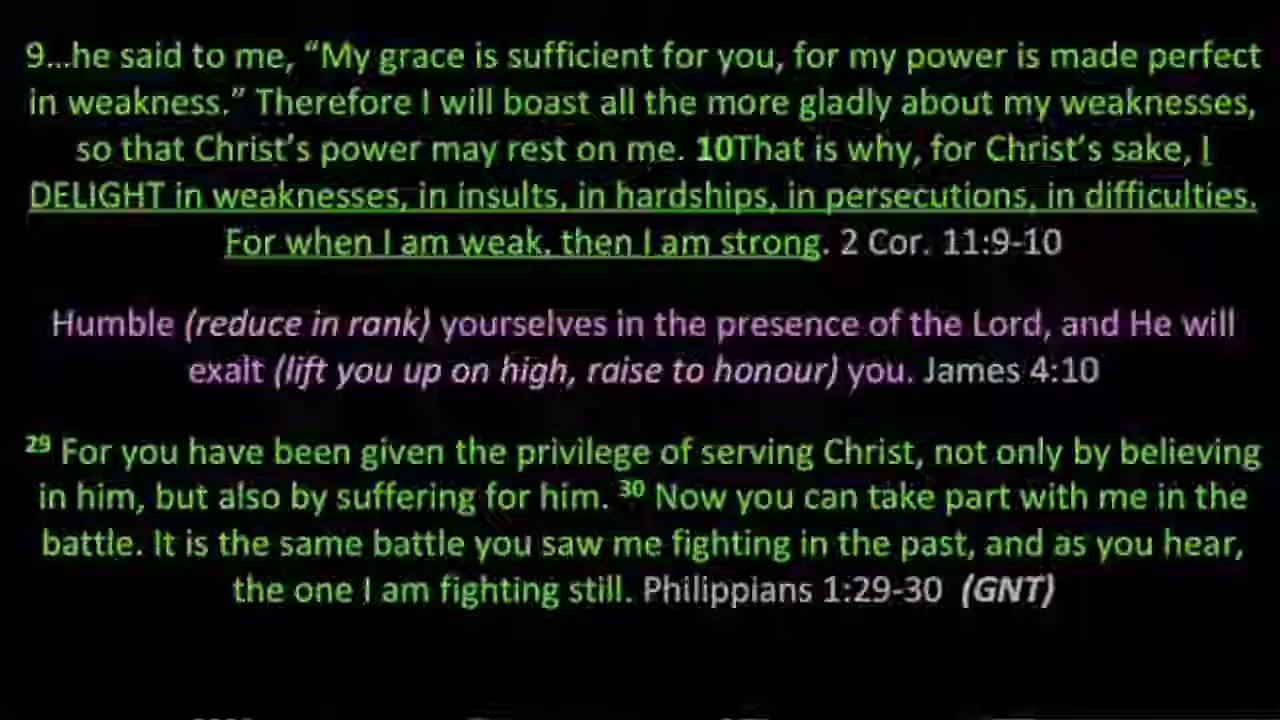 9...he said to me, “My grace is sufficient for you, for my power is made perfect
in weakness.” Therefore I will boast all the more gladly about my weaknesses,
so that Christ’s power may rest on me. 10That is why, for Christ’s sake, I
DELIGHT in weaknesses, in insults, in hardships, in persecutions, in difficulties.
For when I am weak, then I am strong. 2 Cor. 11:9-10
Humble (reduce in rank) yourselves in the presence of the Lord, and He will
exalt (lift you up on high, raise to honour) you. James 4:10
29 For you have been given the privilege of serving Christ, not only by believing
in him, but also by suffering for him. 30 Now you can take part with me in the
battle. It is the same battle you saw me fighting in the past, and as you hear,
the one I am fighting still. Philippians 1:29-30 (GNT)